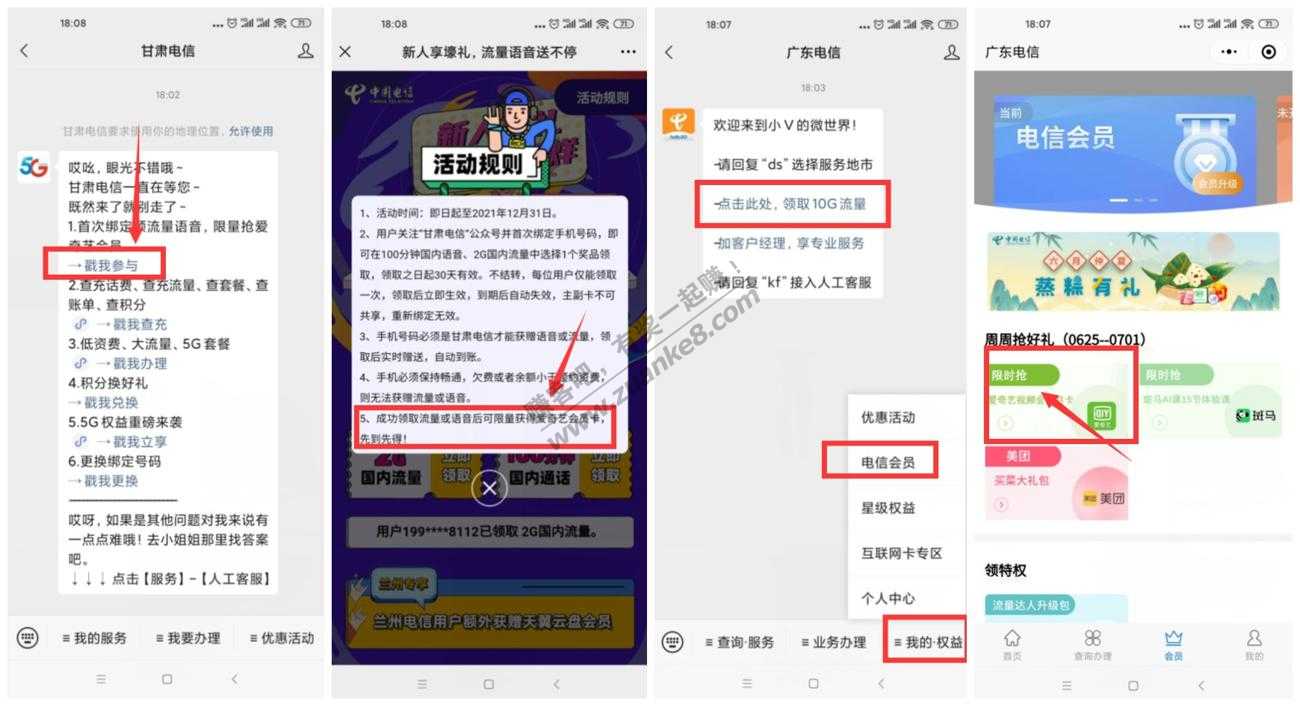 18:08
71
甘肃电信
18:02
甘肃电信要求使用你的地理位置，允许使用
5G
哎吆，眼光不错哦~
甘肃电信一直在等您~
既然来了就别走了~
1.首次绑定领流量语音，限量抢爱
奇艺会员
→戳我参与
2.查充话费、查充流量、查套餐、查
账单、查积分
→戳我查充
3.低资费、大流量、5G套餐
→戳我办理
4.积分换好礼
→戳我兑换
5.5G权益重磅来袭
→戳我立享
6.更换绑定号码
→戳我更换
哎呀，如果是其他问题对我来说有
一点点难哦！去小姐姐那里找答案
吧。
↓↓↓点击【服务】-【人工客服】
≡我的服务
≡我要办理
≡优惠活动
18:08
71
新人享壕礼，流量语音送不停
中国电信
CHINA TELECOM
活动规则
活动规则
1、活动时间：即日起至2021年12月31日。
2、用户关注"甘肃电信"公众号并首次绑定手机号码，即
可在100分钟国内语音、2G国内流量中选择1个奖品领
取，领取之日起30天有效。不结转，每位用户仅能领取
一次，领取后立即生效，到期后自动失效，主副卡不可
共享，重新绑定无效。
3、手机号码必须是甘肃电信才能获赠语音或流量，领
取后实时赠送，自动到账。
4、手机必须保持畅通，欠费或者余额小于签约资费，
则无法获赠流量或语音。
5、成功领取流量或语音后可限量获得爱奇艺会员卡，
先到先得！
2G
国内流量
立即
领取
100分钟
国内通话
立即
领取
用户199****8112已领取 2G国内流量。
兰州专享
兰州电信用户额外获赠天翼云盘会员
18:07
71
广东电信
18:03
欢迎来到小V的微世界！
-请回复"ds"选择服务地市
-点击此处，领取10G流量
-加客户经理，享专业服务
-请回复"kf"接入人工客服
优惠活动
电信会员
星级权益
互联网卡专区
个人中心
≡查询·服务
≡业务办理
≡我的·权益
赚客吧，有奖一起赚！
www.zuanke8.com
18:07
71
广东电信
当前
电信会员
会员升级
未
中国电信
六月仲夏
蒸粽有礼
周周抢好礼（0625--0701）
限时抢
爱奇艺视频会员月卡
爱奇艺
限时抢
斑马AI课15节体验课
斑马
美团
买菜大礼包
美团
美团
领特权
流量达人升级包
首页
查询办理
会员
我的